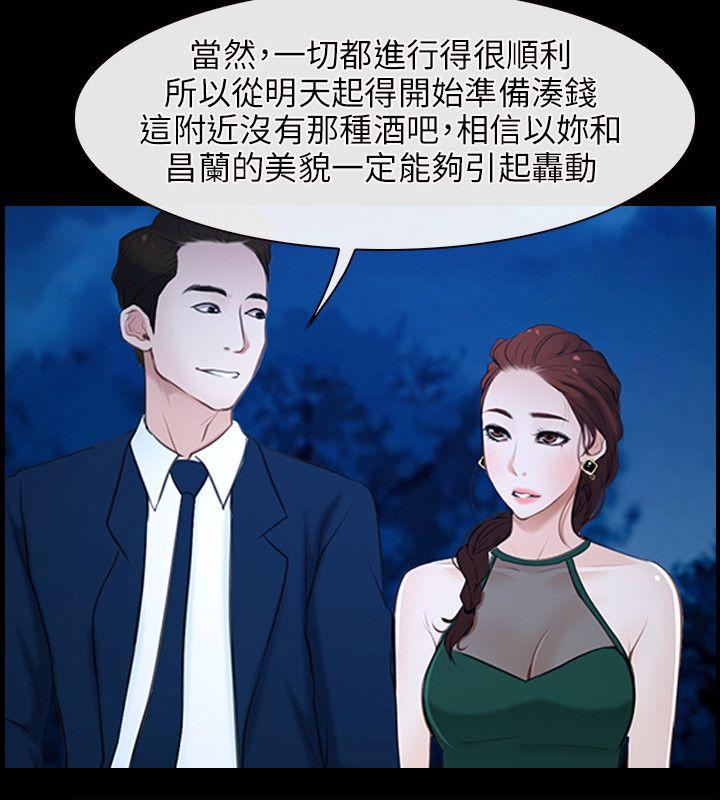 當然，一切都進行得很順利
所以從明天起得開始準備湊錢
這附近沒有那種酒吧，相信以妳和
昌蘭的美貌一定能夠引起轟動